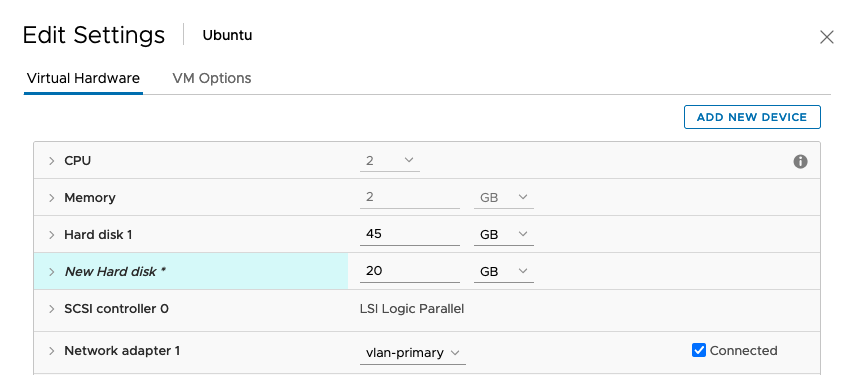 Edit Settings Ubuntu
Virtual Hardware VM Options
ADD NEW DEVICE
CPU 2
Memory 2 GB
Hard disk 1 45 GB
New Hard disk * 20 GB
SCSI controller 0 LSI Logic Parallel
Network adapter 1 vlan-primary Connected